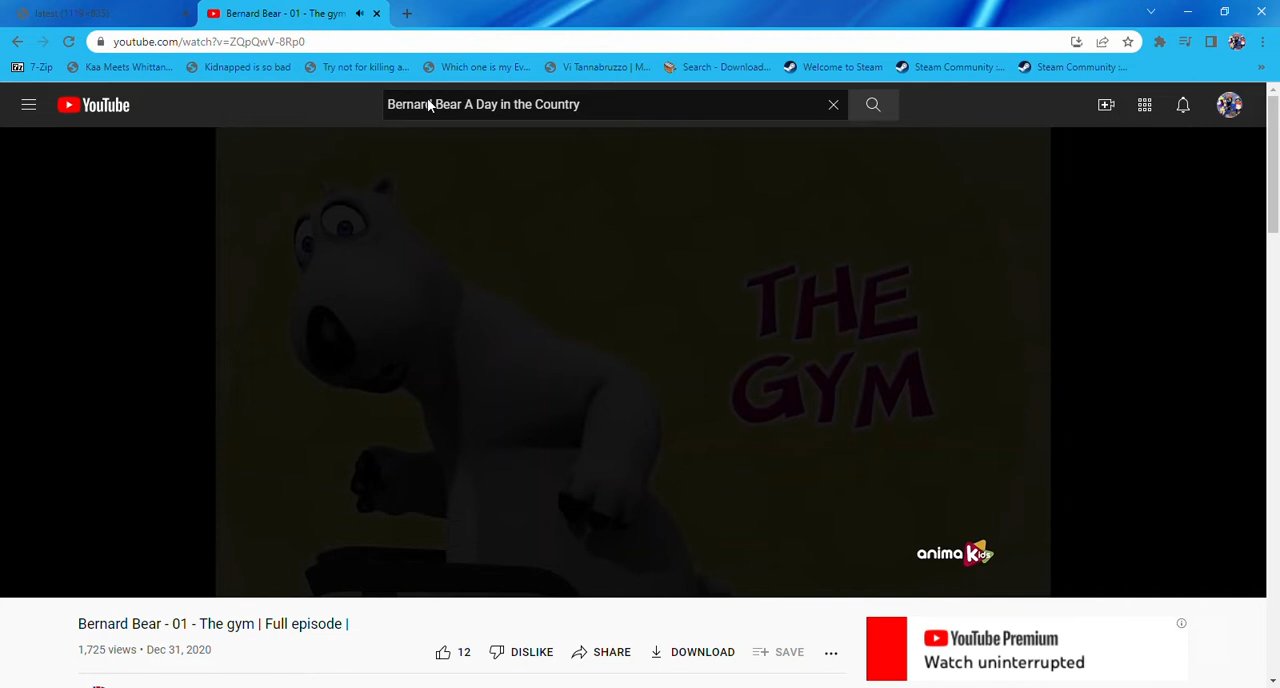 latest (1119×835)
Bernard Bear - 01 - The gym
youtube.com/watch?v=ZQpQwV-8Rp0
7-Zip
Kaa Meets Whittan...
Kidnapped is so bad
Try not for killing a...
Which one is my Ev...
Vi Tannabruzzo | M...
Search - Download...
Welcome to Steam
Steam Community :...
Steam Community :...
YouTube
Bernard Bear A Day in the Country
THE
GYM
anima Kids
Bernard Bear - 01 - The gym | Full episode |
1,725 views • Dec 31, 2020
12
DISLIKE
SHARE
DOWNLOAD
SAVE
YouTube Premium
Watch uninterrupted